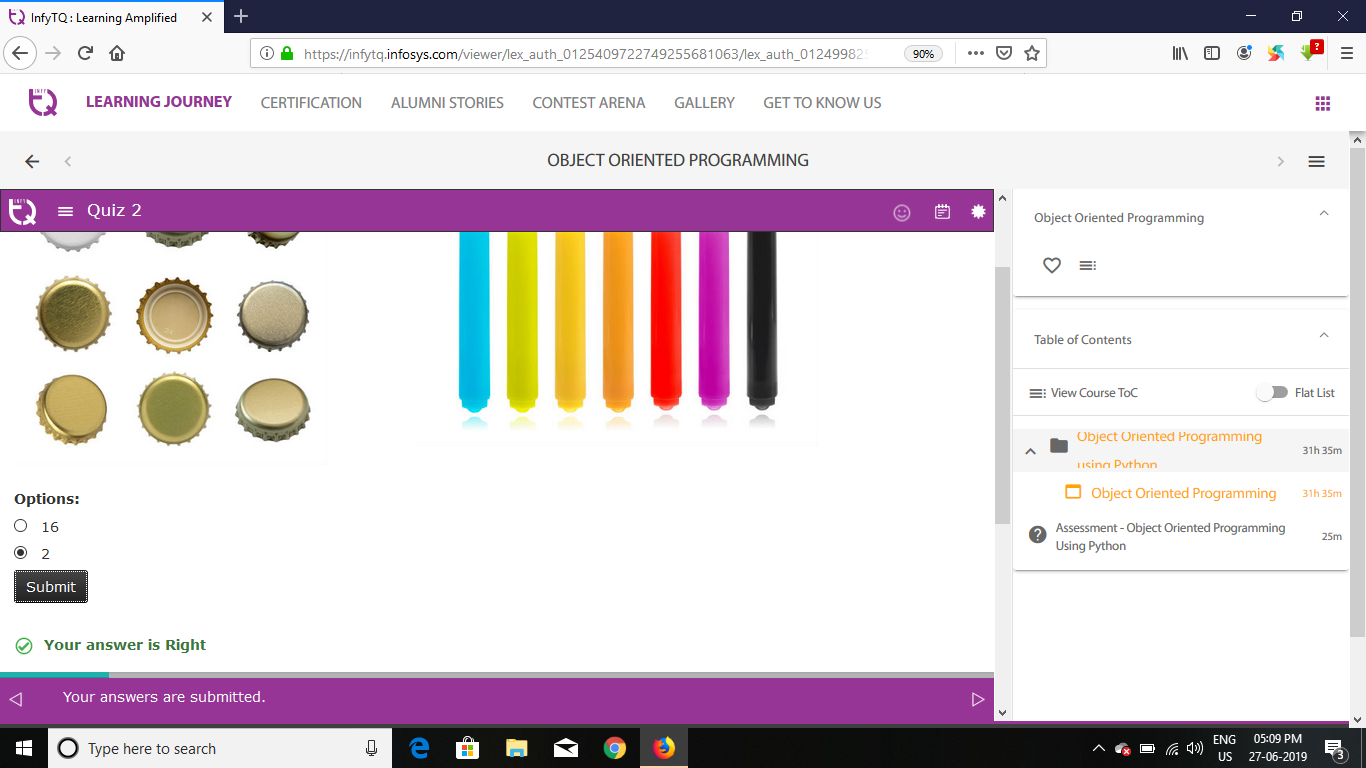 InfyTQ : Learning Amplified
https://infytq.infosys.com/viewer/lex_auth_0125409722749255681063/lex_auth_01249982
90%
INFY
TQ
LEARNING JOURNEY
CERTIFICATION
ALUMNI STORIES
CONTEST ARENA
GALLERY
GET TO KNOW US
OBJECT ORIENTED PROGRAMMING
INFY
TQ
Quiz 2
Options:
16
2
Submit
Your answer is Right
Your answers are submitted.
Object Oriented Programming
Table of Contents
View Course ToC
Flat List
Object Oriented Programming
using Python
31h 35m
Object Oriented Programming
31h 35m
Assessment - Object Oriented Programming
Using Python
25m
Type here to search
ENG
US
05:09 PM
27-06-2019
3